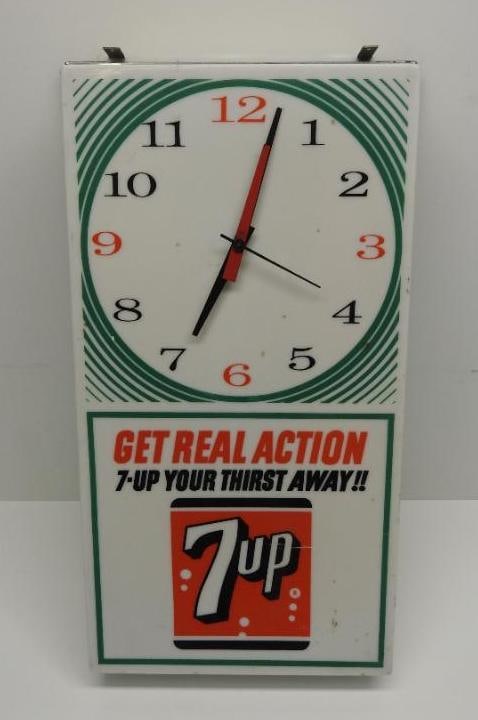 12
11 1
10 2
9 3
8 4
7 5
6
GET REAL ACTION
7-UP YOUR THIRST AWAY!!
7up